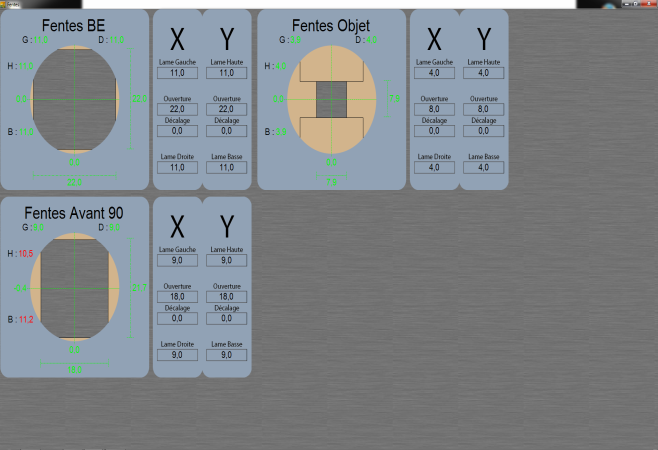 Fentes
Fentes BE
G :
D :
H :
B :
X
Y
Lame Gauche
Lame Haute
11,0
11,0
Ouverture
Ouverture
22,0
22,0
Décalage
Décalage
0,0
0,0
Lame Droite
Lame Basse
11,0
11,0
Fentes Objet
G :
D :
H :
B :
X
Y
Lame Gauche
Lame Haute
4,0
4,0
Ouverture
Ouverture
8,0
8,0
Décalage
Décalage
0,0
0,0
Lame Droite
Lame Basse
4,0
4,0
Fentes Avant 90
G :
D :
H : 10,5
B : 11,2
X
Y
Lame Gauche
Lame Haute
9,0
9,0
Ouverture
Ouverture
18,0
18,0
Décalage
Décalage
0,0
0,0
Lame Droite
Lame Basse
9,0
9,0